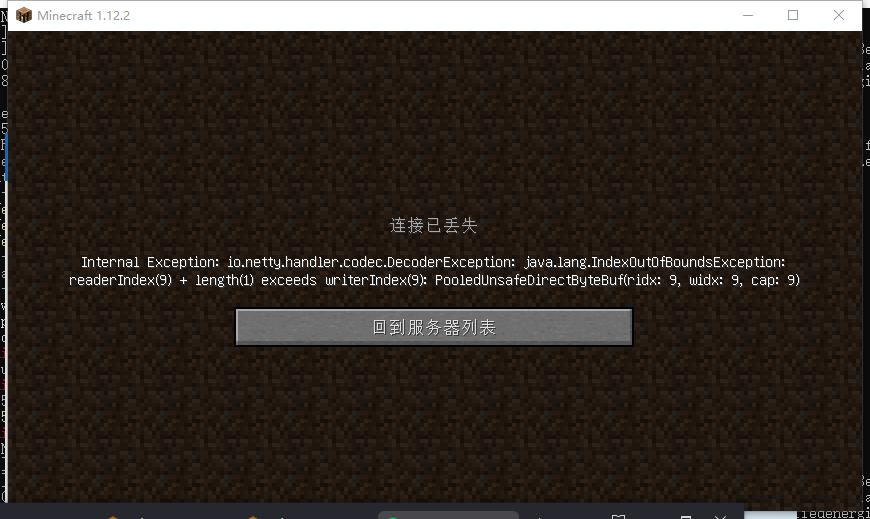 Minecraft 1.12.2
连接已丢失
Internal Exception: io.netty.handler.codec.DecoderException: java.lang.IndexOutOfBoundsException:
readerIndex(9) + length(1) exceeds writerIndex(9): PooledUnsafeDirectByteBuf(ridx: 9, widx: 9, cap: 9)
回到服务器列表